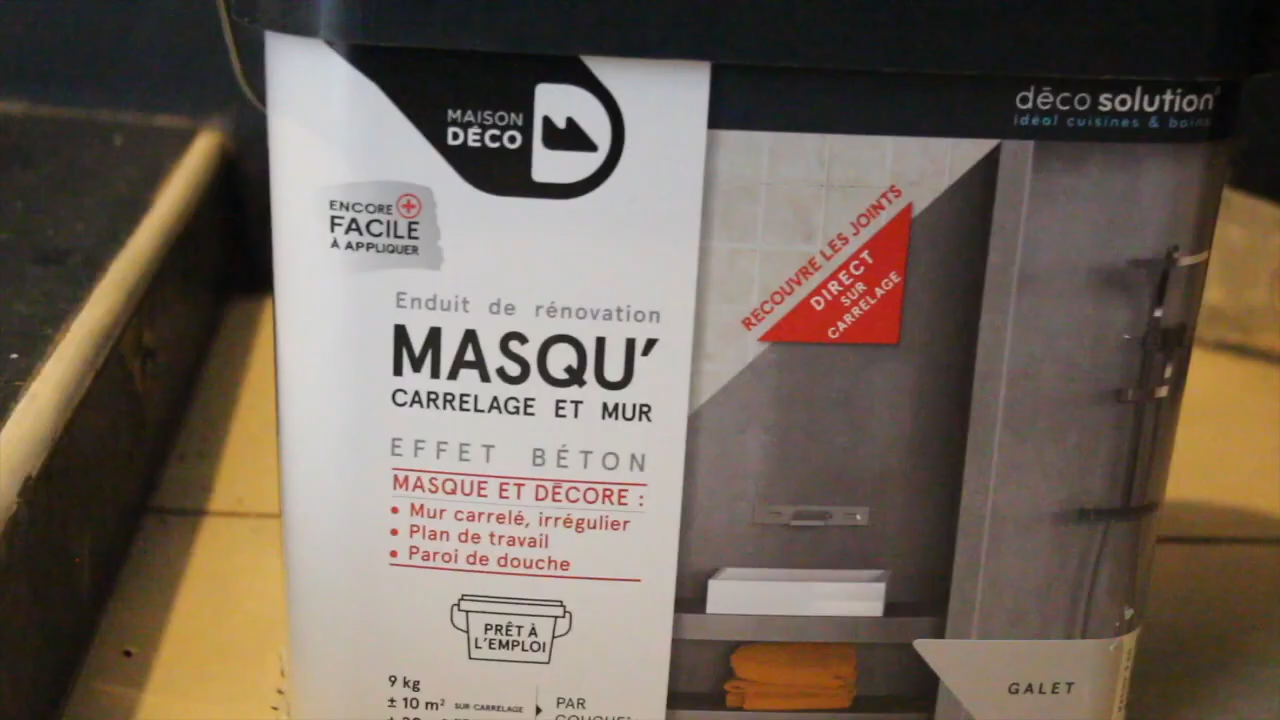 MAISON
DÉCO
ENCORE +
FACILE
À APPLIQUER
Enduit de rénovation
MASQU'
CARRELAGE ET MUR
EFFET BÉTON
MASQUE ET DÉCORE :
• Mur carrelé, irrégulier
• Plan de travail
• Paroi de douche
PRÊT À
L'EMPLOI
9 kg
± 10 m² SUR CARRELAGE
PAR
déco solution
idéal cuisines & bains
RECOUVRE LES JOINTS
DIRECT
SUR
CARRELAGE
GALET